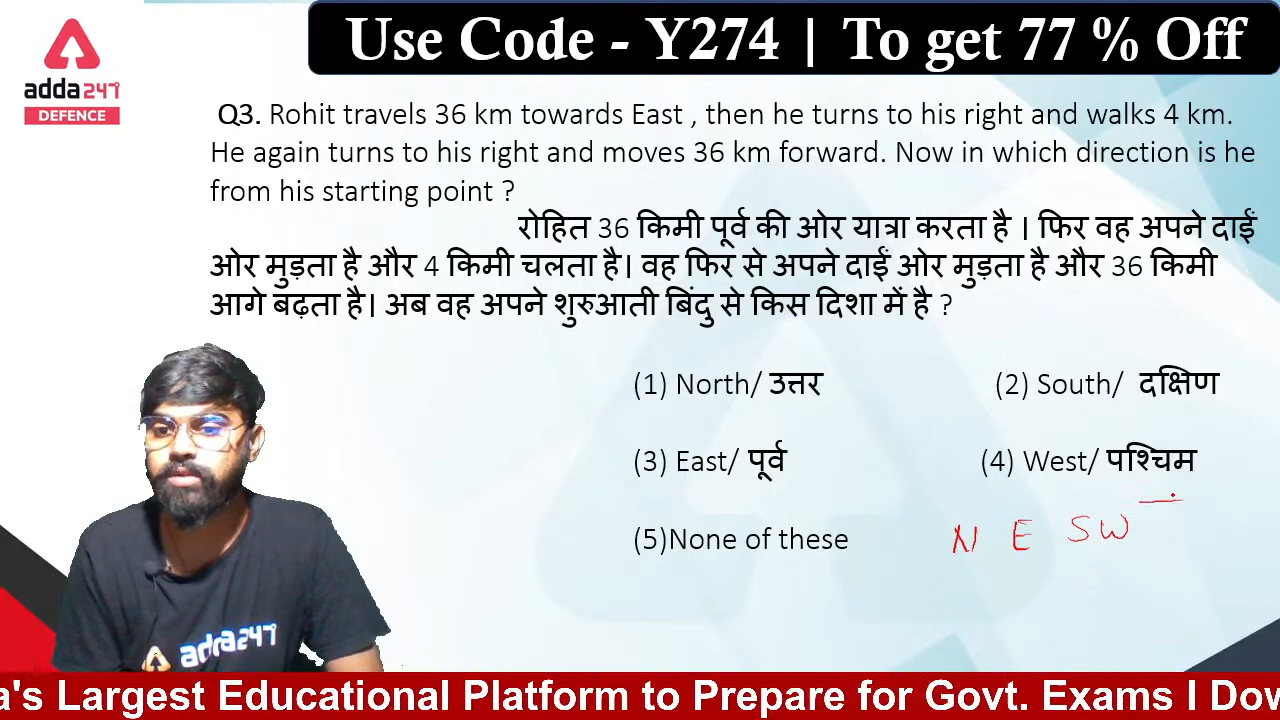 Use Code - Y274 | To get 77 % Off
adda247
DEFENCE
Q3. Rohit travels 36 km towards East , then he turns to his right and walks 4 km.
He again turns to his right and moves 36 km forward. Now in which direction is he
from his starting point ?
रोहित 36 किमी पूर्व की ओर यात्रा करता है । फिर वह अपने दाईं
ओर मुड़ता है और 4 किमी चलता है। वह फिर से अपने दाईं ओर मुड़ता है और 36 किमी
आगे बढ़ता है। अब वह अपने शुरुआती बिंदु से किस दिशा में है ?
(1) North/ उत्तर (2) South/ दक्षिण
(3) East/ पूर्व (4) West/ पश्चिम
(5)None of these
N E S W
adda247
a's Largest Educational Platform to Prepare for Govt. Exams I Dow